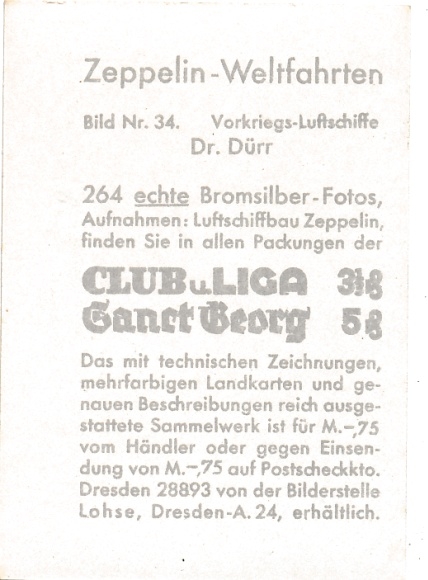 Zeppelin-Weltfahrten
Bild Nr. 34. Vorkriegs-Luftschiffe
Dr. Dürr
264 echte Bromsilber-Fotos,
Aufnahmen: Luftschiffbau Zeppelin,
finden Sie in allen Packungen der
CLUB u. LIGA 3⅓ ₰
Sanct Georg 5 ₰
Das mit technischen Zeichnungen,
mehrfarbigen Landkarten und ge-
nauen Beschreibungen reich ausge-
stattete Sammelwerk ist für M.-,75
vom Händler oder gegen Einsen-
dung von M.-,75 auf Postscheckkto.
Dresden 28893 von der Bilderstelle
Lohse, Dresden-A. 24, erhältlich.